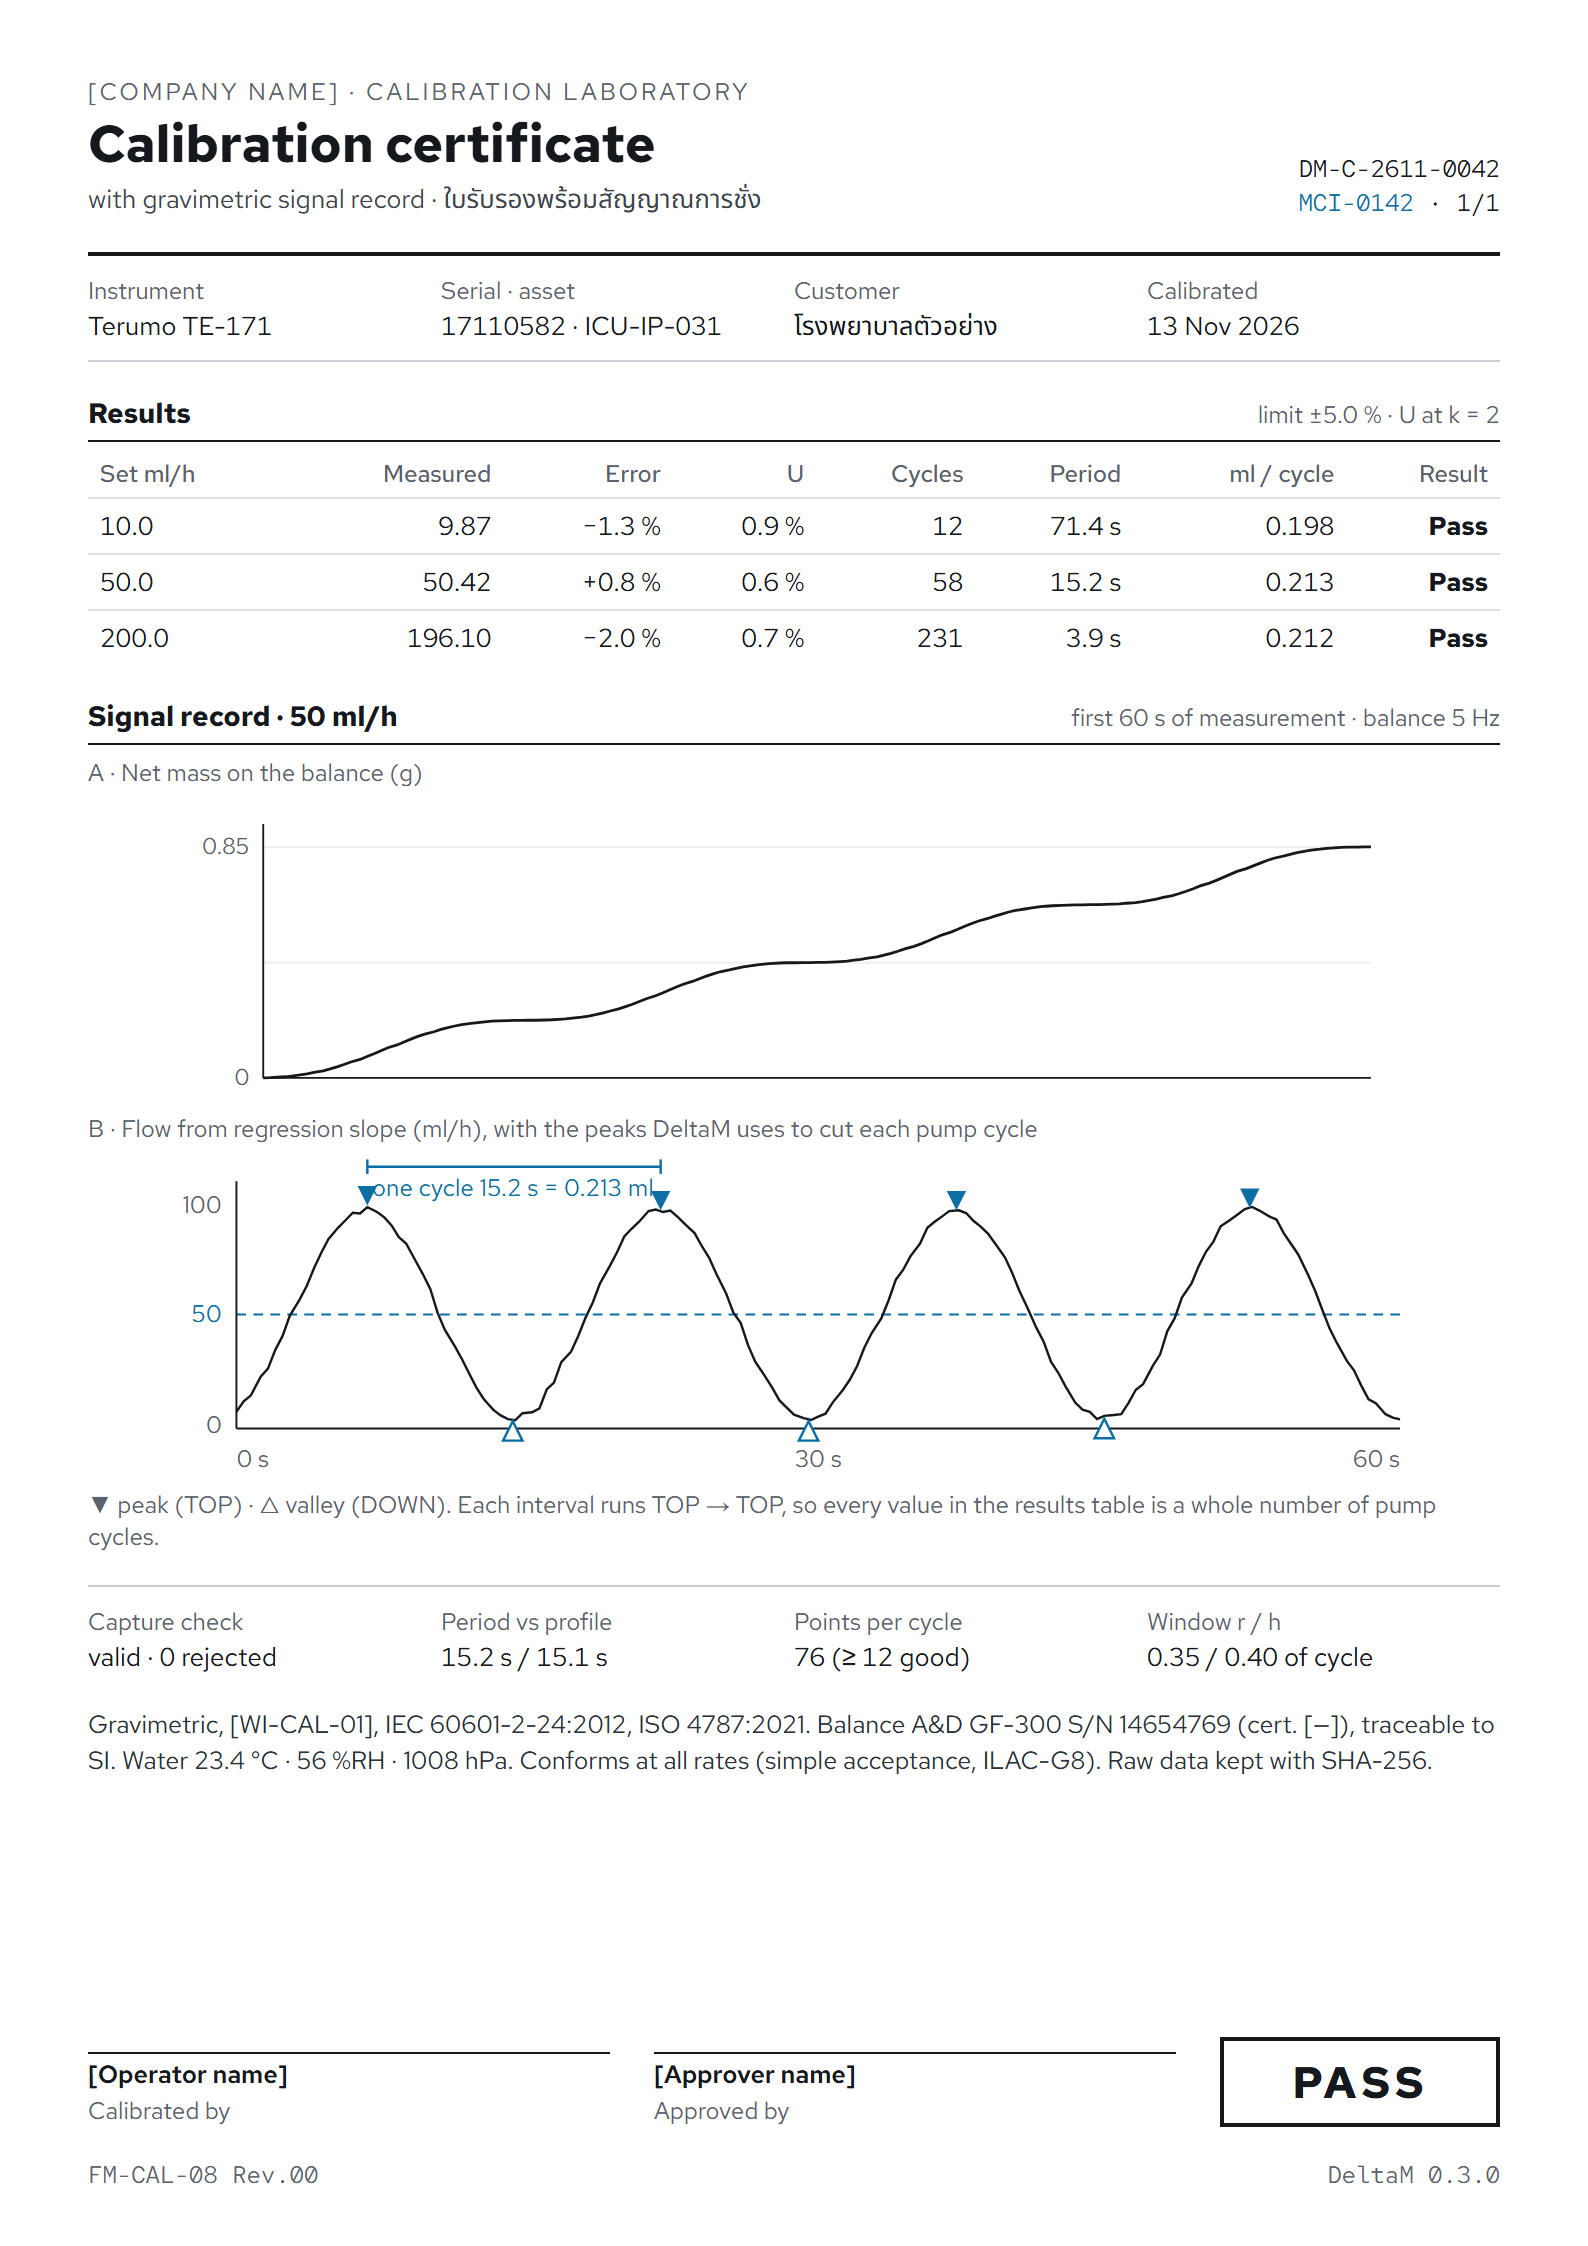 [COMPANY NAME] · CALIBRATION LABORATORY
Calibration certificate
with gravimetric signal record · ใบรับรองพร้อมสัญญาณการชั่ง
DM-C-2611-0042
MCI-0142 · 1/1
Instrument Serial · asset Customer Calibrated
Terumo TE-171 17110582 · ICU-IP-031 โรงพยาบาลตัวอย่าง 13 Nov 2026
Results limit ±5.0 % · U at k = 2
Set ml/h Measured Error U Cycles Period ml / cycle Result
10.0 9.87 −1.3 % 0.9 % 12 71.4 s 0.198 Pass
50.0 50.42 +0.8 % 0.6 % 58 15.2 s 0.213 Pass
200.0 196.10 −2.0 % 0.7 % 231 3.9 s 0.212 Pass
Signal record · 50 ml/h first 60 s of measurement · balance 5 Hz
A · Net mass on the balance (g)
0.85
0
B · Flow from regression slope (ml/h), with the peaks DeltaM uses to cut each pump cycle
one cycle 15.2 s = 0.213 ml
100
50
0
0 s 30 s 60 s
▼ peak (TOP) · △ valley (DOWN). Each interval runs TOP → TOP, so every value in the results table is a whole number of pump
cycles.
Capture check Period vs profile Points per cycle Window r / h
valid · 0 rejected 15.2 s / 15.1 s 76 (≥ 12 good) 0.35 / 0.40 of cycle
Gravimetric, [WI-CAL-01], IEC 60601-2-24:2012, ISO 4787:2021. Balance A&D GF-300 S/N 14654769 (cert. [—]), traceable to
SI. Water 23.4 °C · 56 %RH · 1008 hPa. Conforms at all rates (simple acceptance, ILAC-G8). Raw data kept with SHA-256.
[Operator name] [Approver name] PASS
Calibrated by Approved by
FM-CAL-08 Rev.00 DeltaM 0.3.0